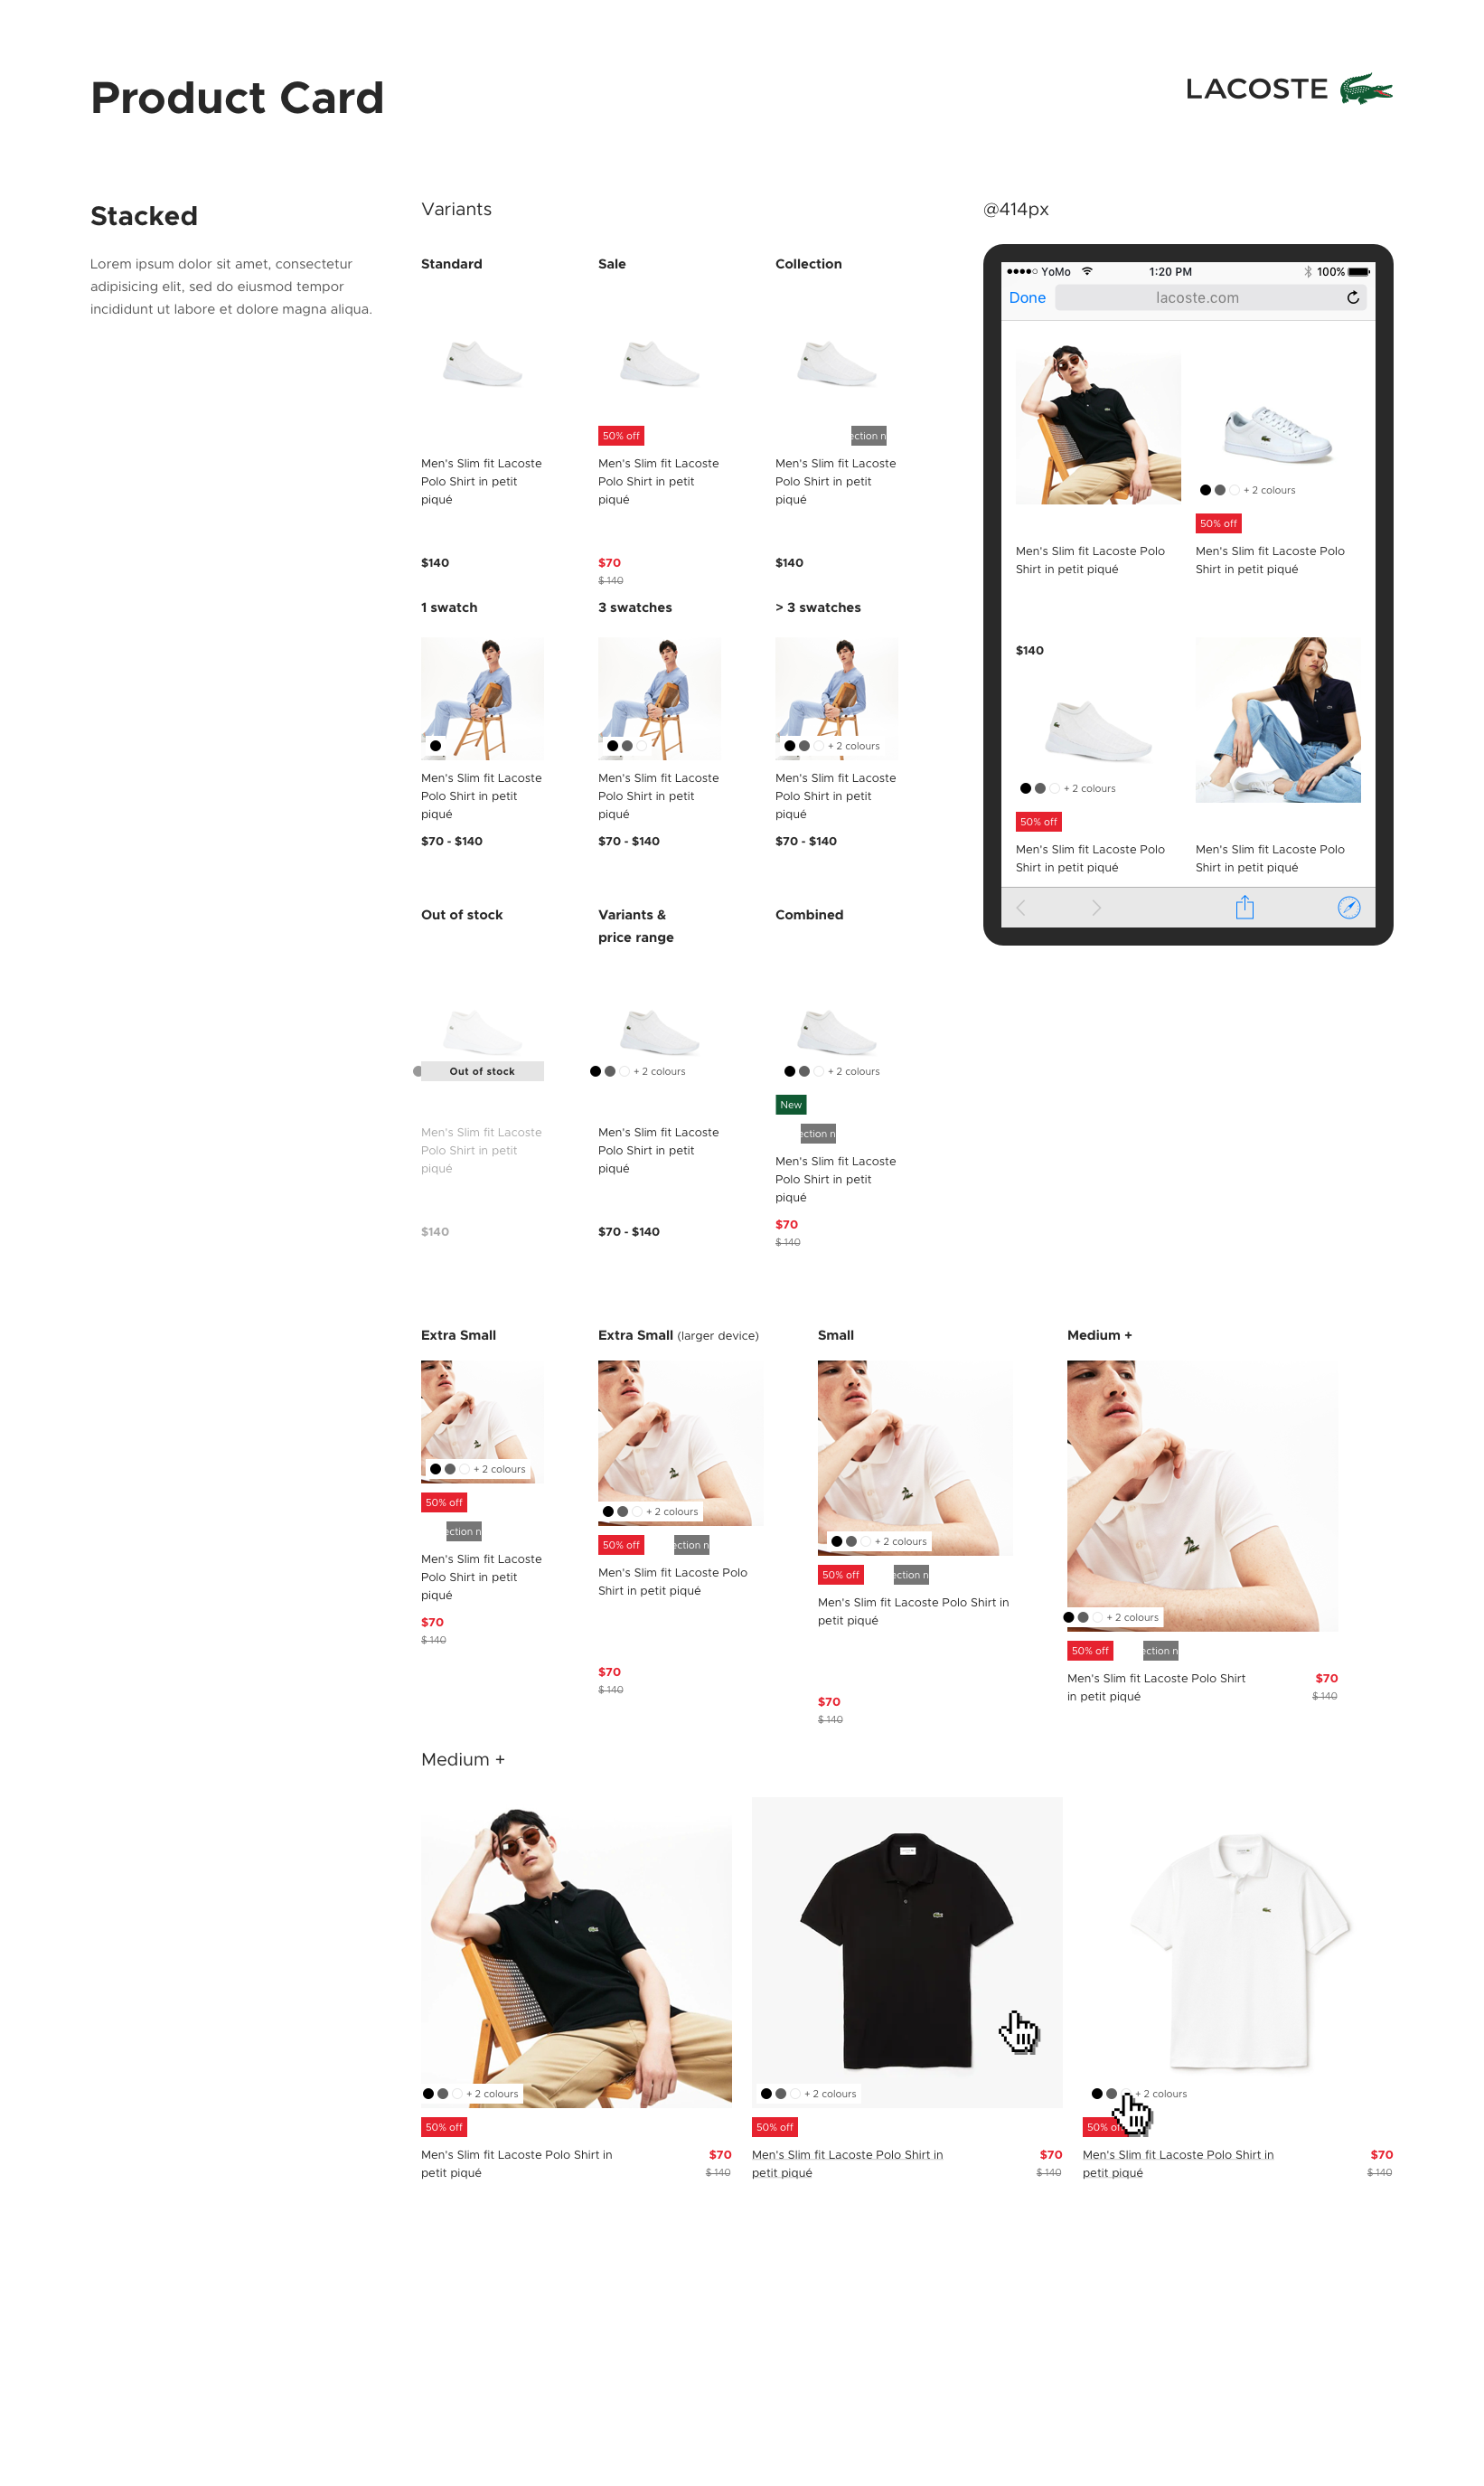 Product Card
LACOSTE
Stacked
Lorem ipsum dolor sit amet, consectetur
adipisicing elit, sed do eiusmod tempor
incididunt ut labore et dolore magna aliqua.
Variants
Standard
Men's Slim fit Lacoste
Polo Shirt in petit
piqué
$140
Sale
50% off
Men's Slim fit Lacoste
Polo Shirt in petit
piqué
$70
$ 140
Collection
ection n
Men's Slim fit Lacoste
Polo Shirt in petit
piqué
$140
1 swatch
Men's Slim fit Lacoste
Polo Shirt in petit
piqué
$70 - $140
3 swatches
Men's Slim fit Lacoste
Polo Shirt in petit
piqué
$70 - $140
> 3 swatches
+ 2 colours
Men's Slim fit Lacoste
Polo Shirt in petit
piqué
$70 - $140
Out of stock
Out of stock
Men's Slim fit Lacoste
Polo Shirt in petit
piqué
$140
Variants &
price range
+ 2 colours
Men's Slim fit Lacoste
Polo Shirt in petit
piqué
$70 - $140
Combined
+ 2 colours
New
ection n
Men's Slim fit Lacoste
Polo Shirt in petit
piqué
$70
$ 140
@414px
YoMo
1:20 PM
100%
Done
lacoste.com
Men's Slim fit Lacoste Polo
Shirt in petit piqué
$140
+ 2 colours
50% off
Men's Slim fit Lacoste Polo
Shirt in petit piqué
+ 2 colours
50% off
Men's Slim fit Lacoste Polo
Shirt in petit piqué
Men's Slim fit Lacoste Polo
Shirt in petit piqué
Extra Small
+ 2 colours
50% off
ection n
Men's Slim fit Lacoste
Polo Shirt in petit
piqué
$70
$ 140
Extra Small (larger device)
+ 2 colours
50% off
ection n
Men's Slim fit Lacoste Polo
Shirt in petit piqué
$70
$ 140
Small
+ 2 colours
50% off
ection n
Men's Slim fit Lacoste Polo Shirt in
petit piqué
$70
$ 140
Medium +
+ 2 colours
50% off
ection n
Men's Slim fit Lacoste Polo Shirt
in petit piqué
$70
$ 140
Medium +
+ 2 colours
50% off
Men's Slim fit Lacoste Polo Shirt in
petit piqué
$70
$ 140
+ 2 colours
50% off
Men's Slim fit Lacoste Polo Shirt in
petit piqué
$70
$ 140
+ 2 colours
50% of
Men's Slim fit Lacoste Polo Shirt in
petit piqué
$70
$ 140